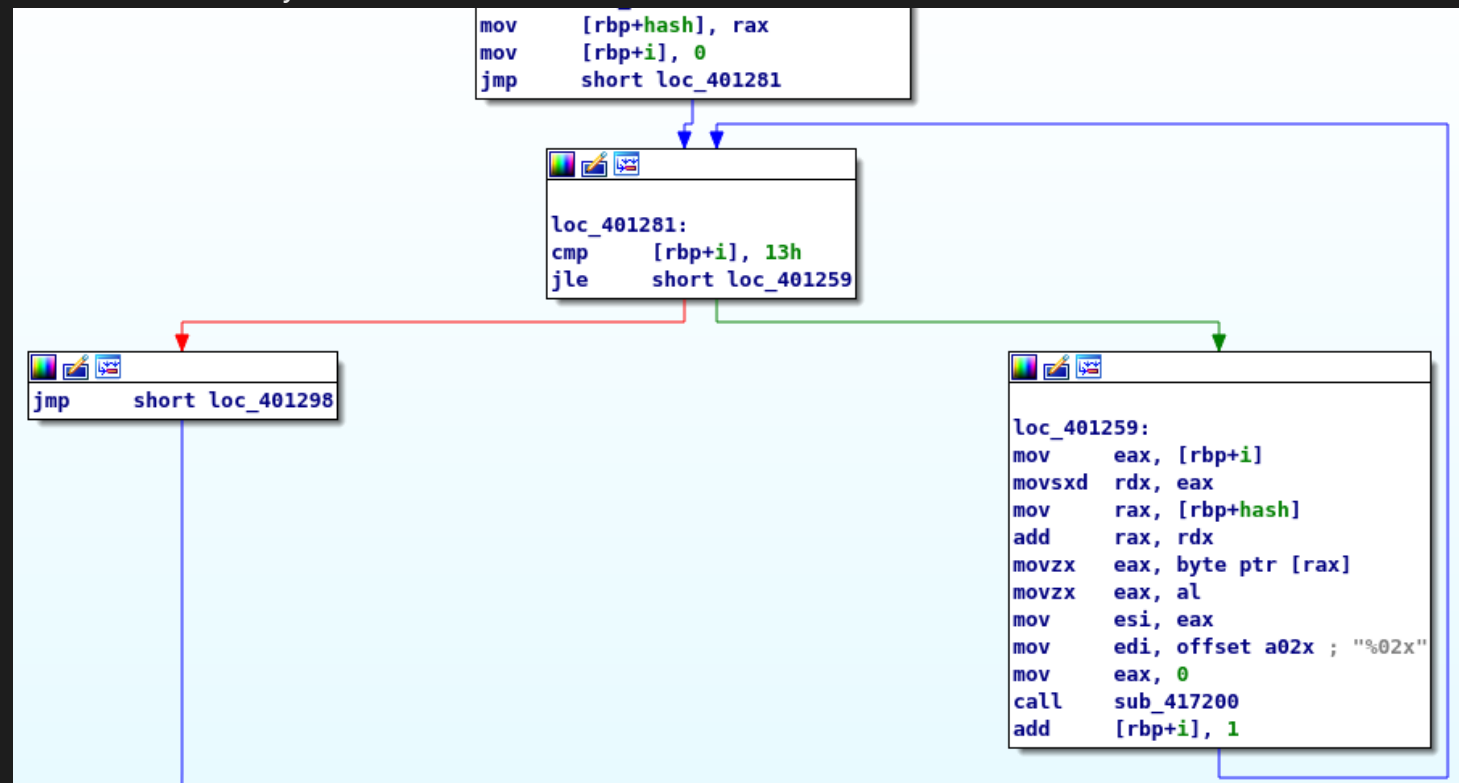 mov [rbp+hash], rax
mov [rbp+i], 0
jmp short loc_401281
loc_401281:
cmp [rbp+i], 13h
jle short loc_401259
jmp short loc_401298
loc_401259:
mov eax, [rbp+i]
movsxd rdx, eax
mov rax, [rbp+hash]
add rax, rdx
movzx eax, byte ptr [rax]
movzx eax, al
mov esi, eax
mov edi, offset a02x ; "%02x"
mov eax, 0
call sub_417200
add [rbp+i], 1